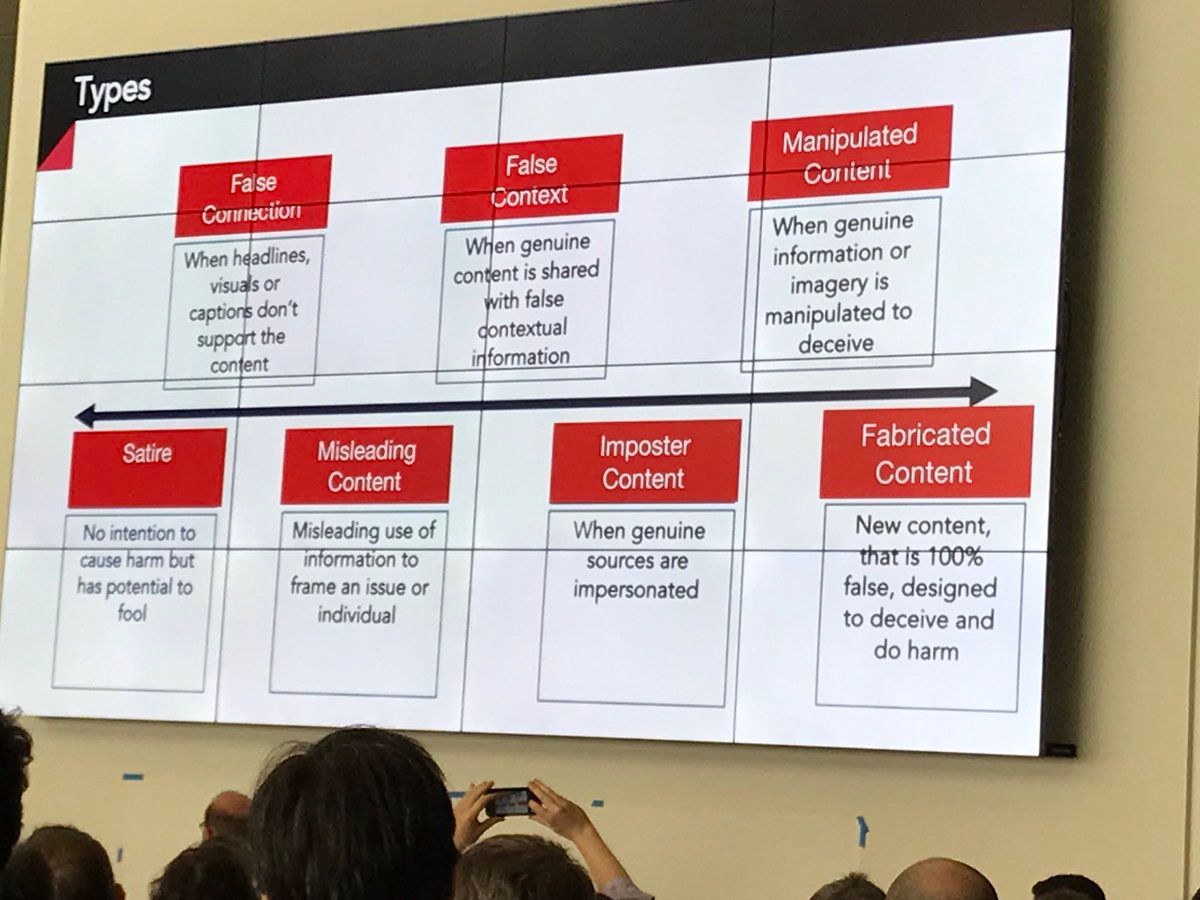 Types
False
Connection
When headlines,
visuals or
captions don't
support the
content
False
Context
When genuine
content is shared
with false
contextual
information
Manipulated
Content
When genuine
information or
imagery is
manipulated to
deceive
Satire
No intention to
cause harm but
has potential to
fool
Misleading
Content
Misleading use of
information to
frame an issue or
individual
Imposter
Content
When genuine
sources are
impersonated
Fabricated
Content
New content,
that is 100%
false, designed
to deceive and
do harm